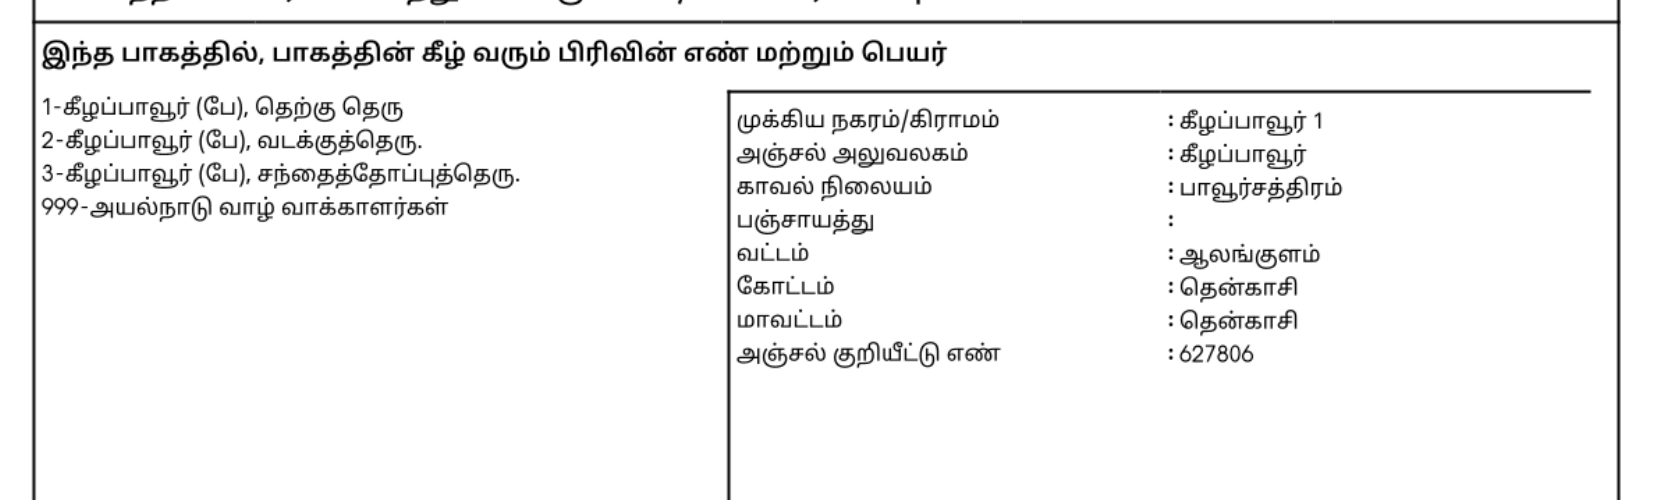 இந்த பாகத்தில், பாகத்தின் கீழ் வரும் பிரிவின் எண் மற்றும் பெயர்
1-கீழப்பாவூர் (பே), தெற்கு தெரு
2-கீழப்பாவூர் (பே), வடக்குத்தெரு.
3-கீழப்பாவூர் (பே), சந்தைத்தோப்புத்தெரு.
999-அயல்நாடு வாழ் வாக்காளர்கள்
முக்கிய நகரம்/கிராமம் : கீழப்பாவூர் 1
அஞ்சல் அலுவலகம் : கீழப்பாவூர்
காவல் நிலையம் : பாவூர்சத்திரம்
பஞ்சாயத்து :
வட்டம் : ஆலங்குளம்
கோட்டம் : தென்காசி
மாவட்டம் : தென்காசி
அஞ்சல் குறியீட்டு எண் : 627806